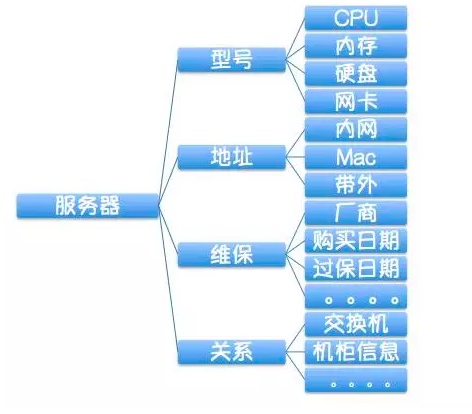 服务器
型号
CPU
内存
硬盘
网卡
地址
内网
Mac
带外
维保
厂商
购买日期
过保日期
。。。。
关系
交换机
机柜信息
。。。。